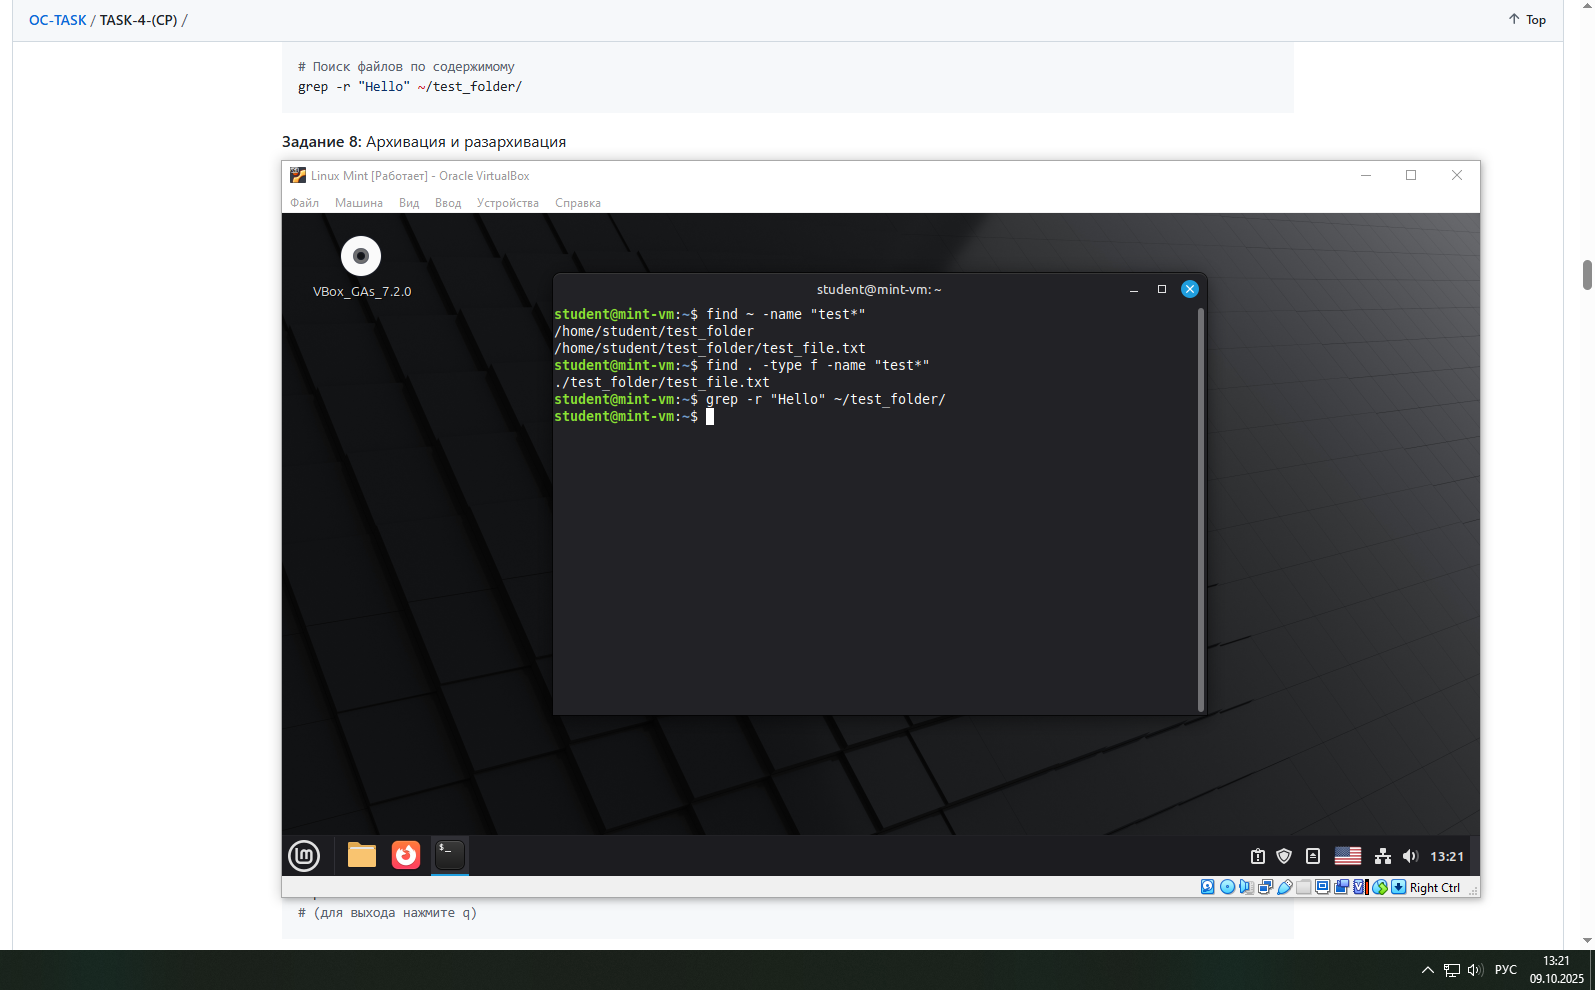 OC-TASK / TASK-4-(CP) /
Top
# Поиск файлов по содержимому
grep -r "Hello" ~/test_folder/
Задание 8: Архивация и разархивация
Linux Mint [Работает] - Oracle VirtualBox
Файл Машина Вид Ввод Устройства Справка
VBox_GAs_7.2.0
student@mint-vm: ~
student@mint-vm:~$ find ~ -name "test*"
/home/student/test_folder
/home/student/test_folder/test_file.txt
student@mint-vm:~$ find . -type f -name "test*"
./test_folder/test_file.txt
student@mint-vm:~$ grep -r "Hello" ~/test_folder/
student@mint-vm:~$
13:21
Right Ctrl
# (для выхода нажмите q)
РУС
13:21
09.10.2025